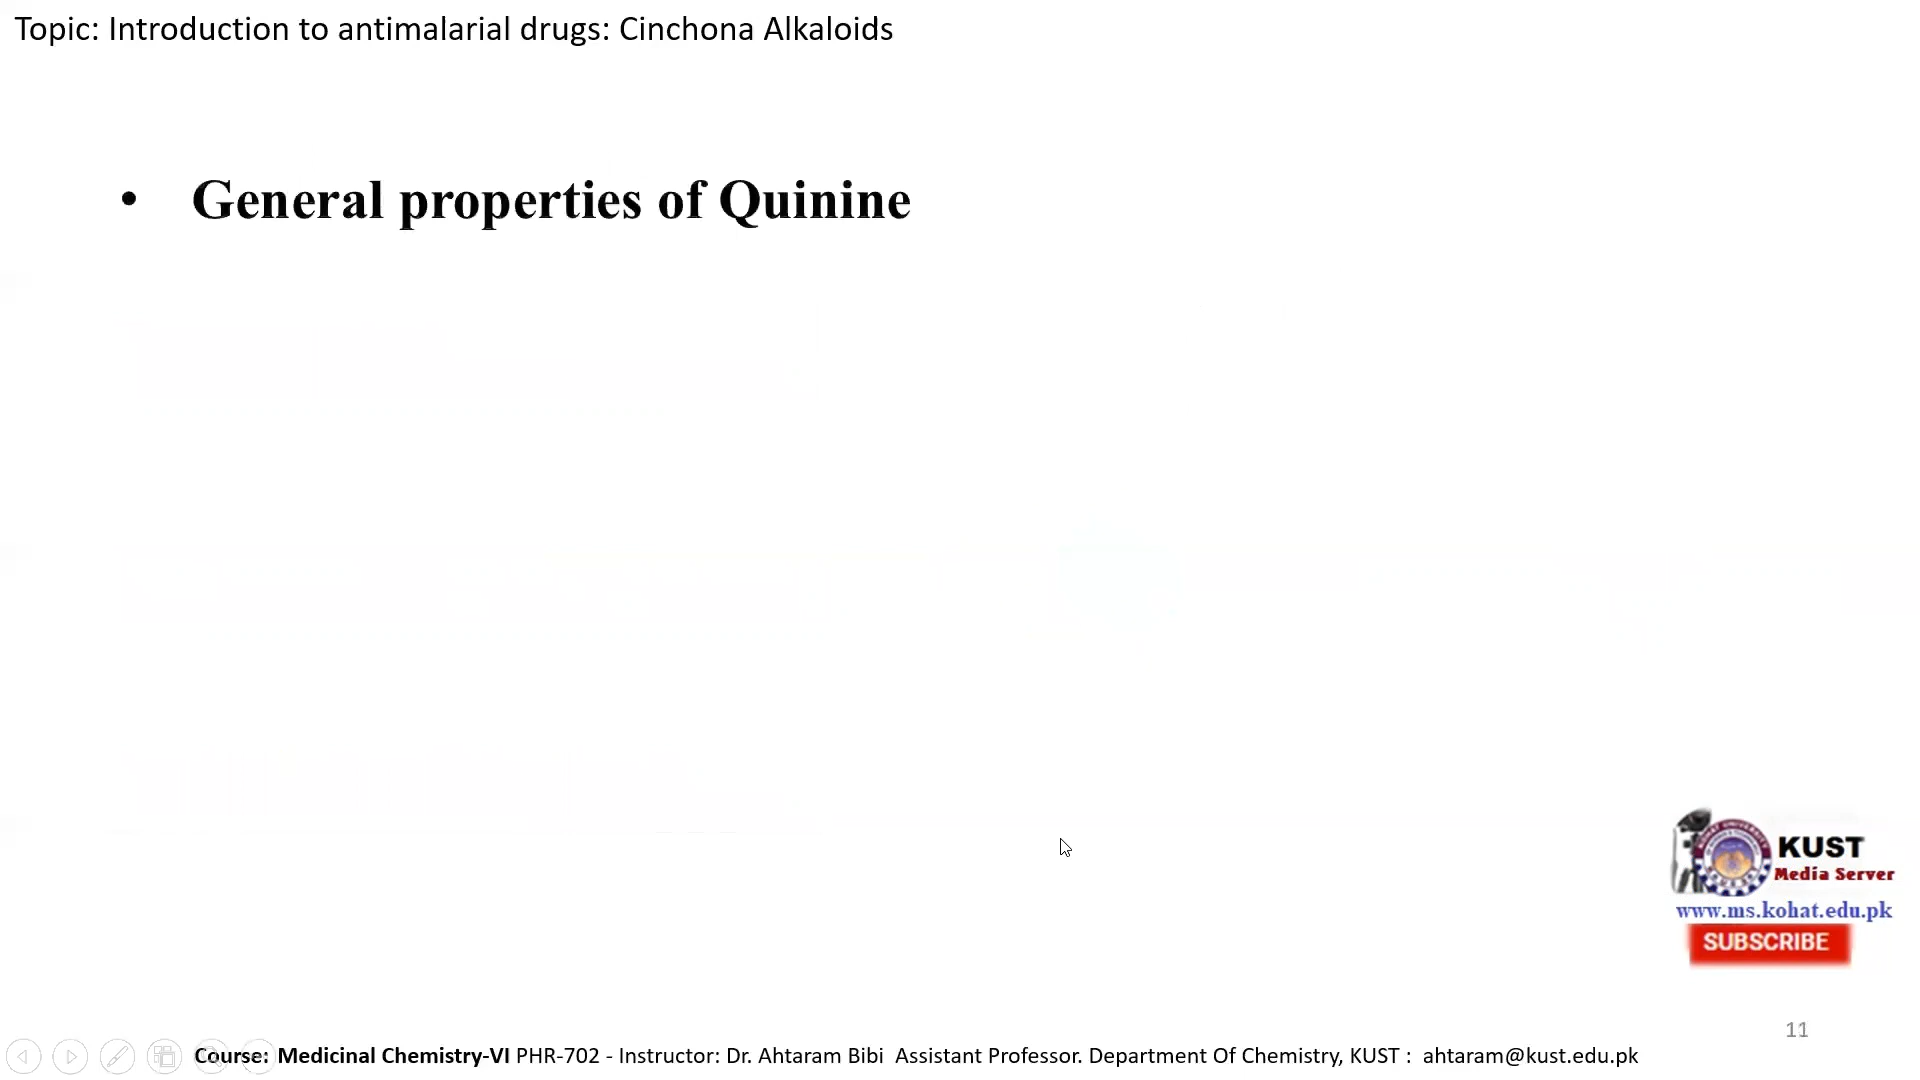 Topic: Introduction to antimalarial drugs: Cinchona Alkaloids
• General properties of Quinine
KUST
Media Server
www.ms.kohat.edu.pk
SUBSCRIBE
11
Course: Medicinal Chemistry-VI PHR-702 - Instructor: Dr. Ahtaram Bibi Assistant Professor. Department Of Chemistry, KUST : ahtaram@kust.edu.pk